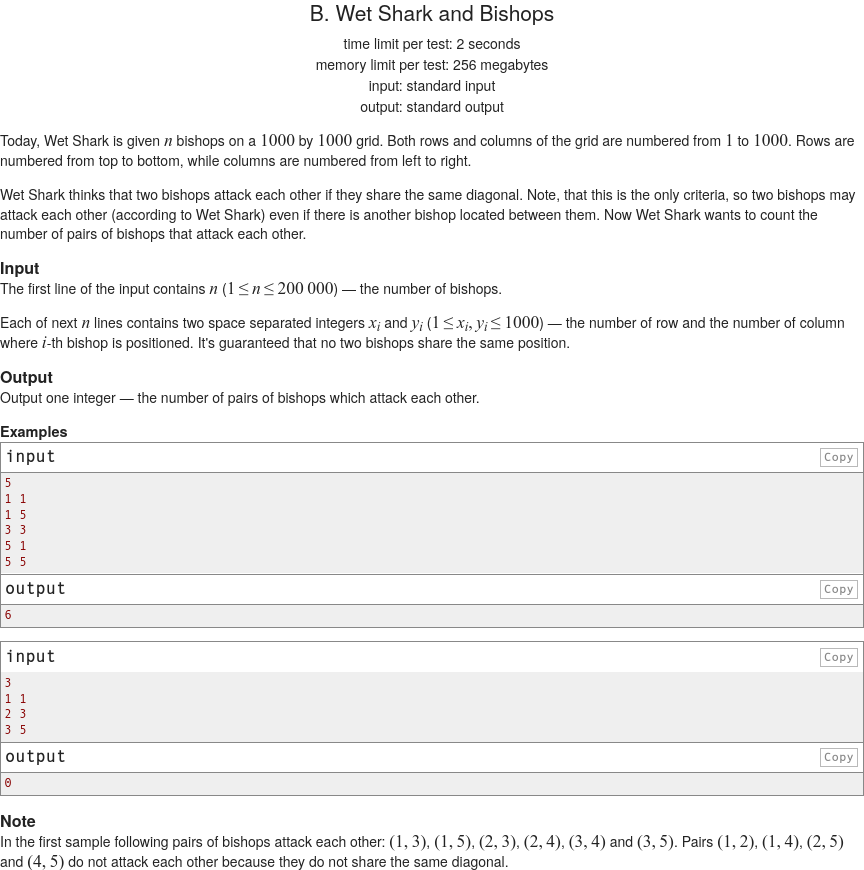 B. Wet Shark and Bishops
time limit per test: 2 seconds
memory limit per test: 256 megabytes
input: standard input
output: standard output
Today, Wet Shark is given n bishops on a 1000 by 1000 grid. Both rows and columns of the grid are numbered from 1 to 1000. Rows are
numbered from top to bottom, while columns are numbered from left to right.
Wet Shark thinks that two bishops attack each other if they share the same diagonal. Note, that this is the only criteria, so two bishops may
attack each other (according to Wet Shark) even if there is another bishop located between them. Now Wet Shark wants to count the
number of pairs of bishops that attack each other.
Input
The first line of the input contains n (1 ≤ n ≤ 200 000) — the number of bishops.
Each of next n lines contains two space separated integers xᵢ and yᵢ (1 ≤ xᵢ, yᵢ ≤ 1000) — the number of row and the number of column
where i-th bishop is positioned. It's guaranteed that no two bishops share the same position.
Output
Output one integer — the number of pairs of bishops which attack each other.
Examples
input Copy
5
1 1
1 5
3 3
5 1
5 5
output Copy
6
input Copy
3
1 1
2 3
3 5
output Copy
0
Note
In the first sample following pairs of bishops attack each other: (1, 3), (1, 5), (2, 3), (2, 4), (3, 4) and (3, 5). Pairs (1, 2), (1, 4), (2, 5)
and (4, 5) do not attack each other because they do not share the same diagonal.